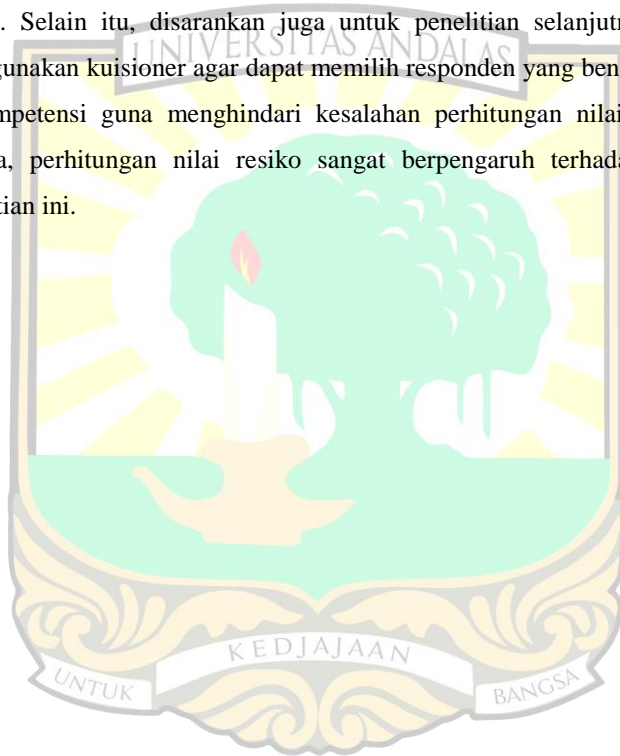 . Selain itu, disarankan juga untuk penelitian selanjutn
gunakan kuisioner agar dapat memilih responden yang ben
mpetensi guna menghindari kesalahan perhitungan nilai
a, perhitungan nilai resiko sangat berpengaruh terhada
tian ini.
UNIVERSITAS ANDALAS
KEDJAJAAN
UNTUK
BANGSA